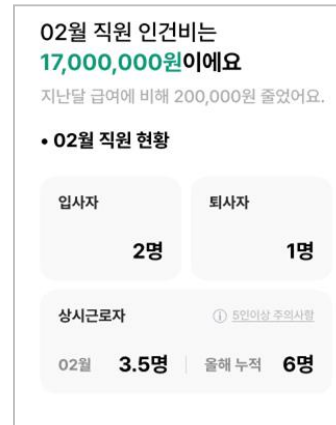 02월 직원 인건비는
17,000,000원이에요
지난달 급여에 비해 200,000원 줄었어요.
• 02월 직원 현황
입사자
2명
퇴사자
1명
상시근로자
ⓘ 5인이상 주의사항
02월 3.5명 올해 누적 6명